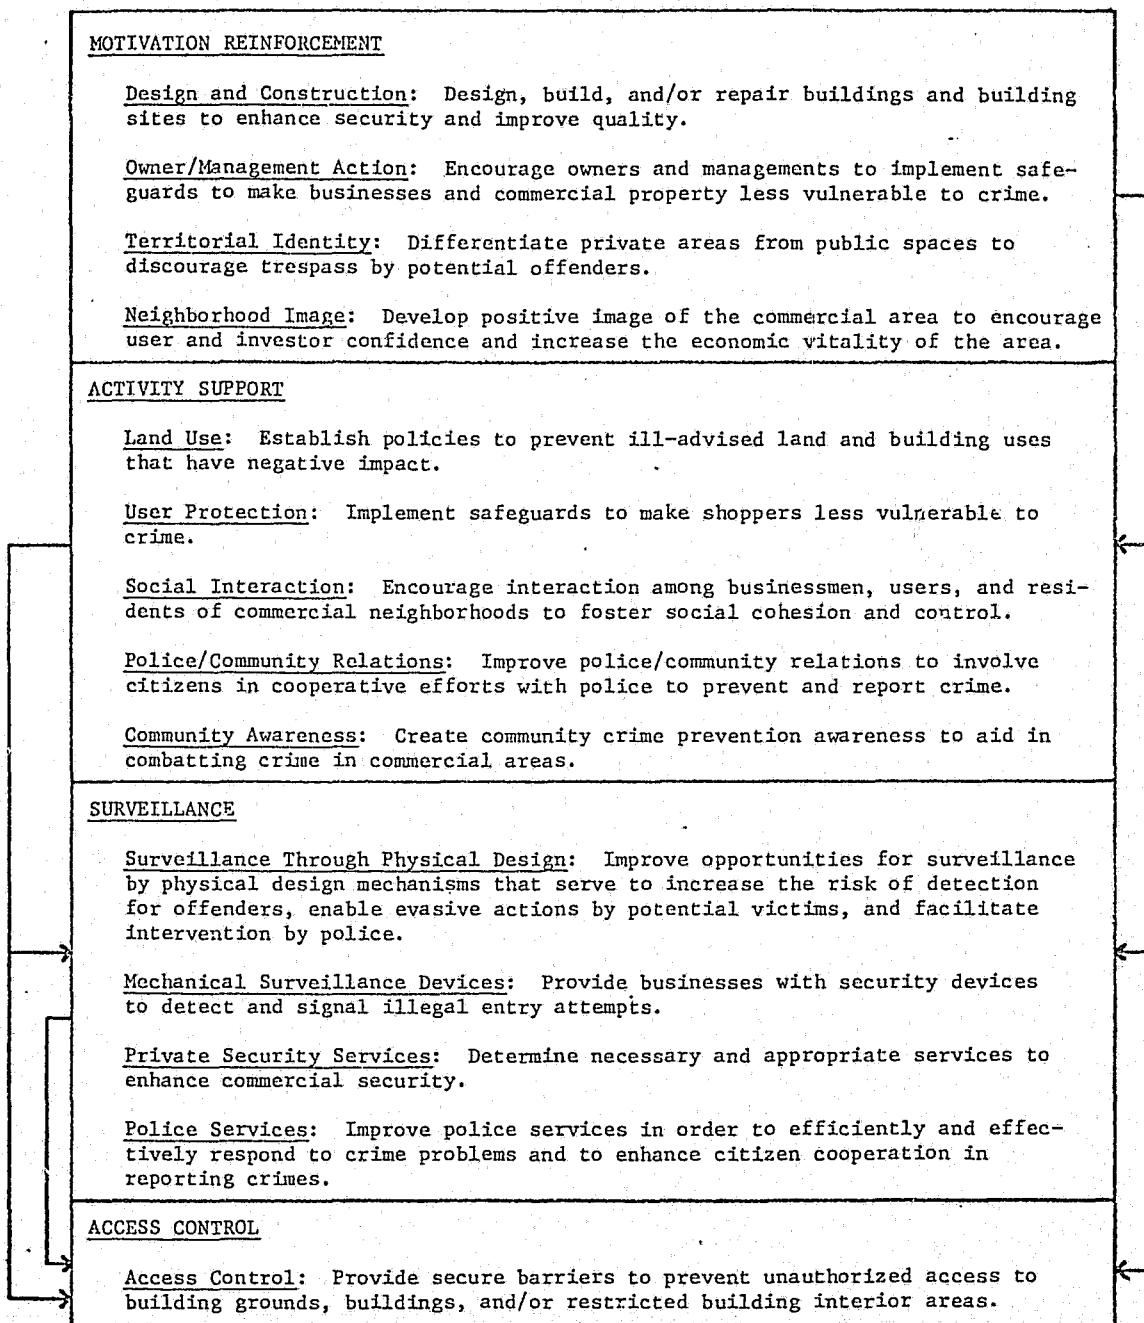 MOTIVATION REINFORCEMENT
Design and Construction: Design, build, and/or repair buildings and building
sites to enhance security and improve quality.
Owner/Management Action: Encourage owners and managements to implement safe-
guards to make businesses and commercial property less vulnerable to crime.
Territorial Identity: Differentiate private areas from public spaces to
discourage trespass by potential offenders.
Neighborhood Image: Develop positive image of the commercial area to encourage
user and investor confidence and increase the economic vitality of the area.
ACTIVITY SUPPORT
Land Use: Establish policies to prevent ill-advised land and building uses
that have negative impact.
User Protection: Implement safeguards to make shoppers less vulnerable to
crime.
Social Interaction: Encourage interaction among businessmen, users, and resi-
dents of commercial neighborhoods to foster social cohesion and control.
Police/Community Relations: Improve police/community relations to involve
citizens in cooperative efforts with police to prevent and report crime.
Community Awareness: Create community crime prevention awareness to aid in
combatting crime in commercial areas.
SURVEILLANCE
Surveillance Through Physical Design: Improve opportunities for surveillance
by physical design mechanisms that serve to increase the risk of detection
for offenders, enable evasive actions by potential victims, and facilitate
intervention by police.
Mechanical Surveillance Devices: Provide businesses with security devices
to detect and signal illegal entry attempts.
Private Security Services: Determine necessary and appropriate services to
enhance commercial security.
Police Services: Improve police services in order to efficiently and effec-
tively respond to crime problems and to enhance citizen cooperation in
reporting crimes.
ACCESS CONTROL
Access Control: Provide secure barriers to prevent unauthorized access to
building grounds, buildings, and/or restricted building interior areas.